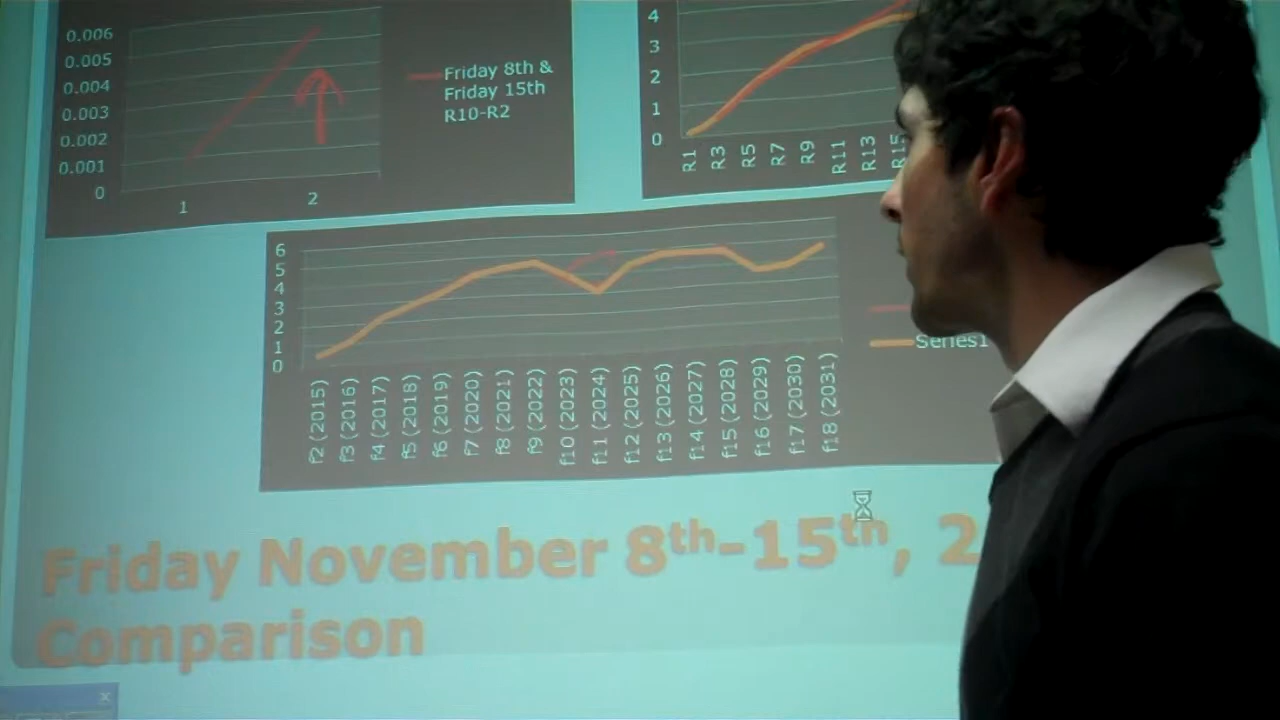 0.006
0.005
0.004
0.003
0.002
0.001
0
1
2
Friday 8th &
Friday 15th
R10-R2
4
3
2
1
0
R1
R3
R5
R7
R9
R11
R13
R15
6
5
4
3
2
1
0
f2 (2015)
f3 (2016)
f4 (2017)
f5 (2018)
f6 (2019)
f7 (2020)
f8 (2021)
f9 (2022)
f10 (2023)
f11 (2024)
f12 (2025)
f13 (2026)
f14 (2027)
f15 (2028)
f16 (2029)
f17 (2030)
f18 (2031)
Series1
Friday November 8th-15th, 2
Comparison